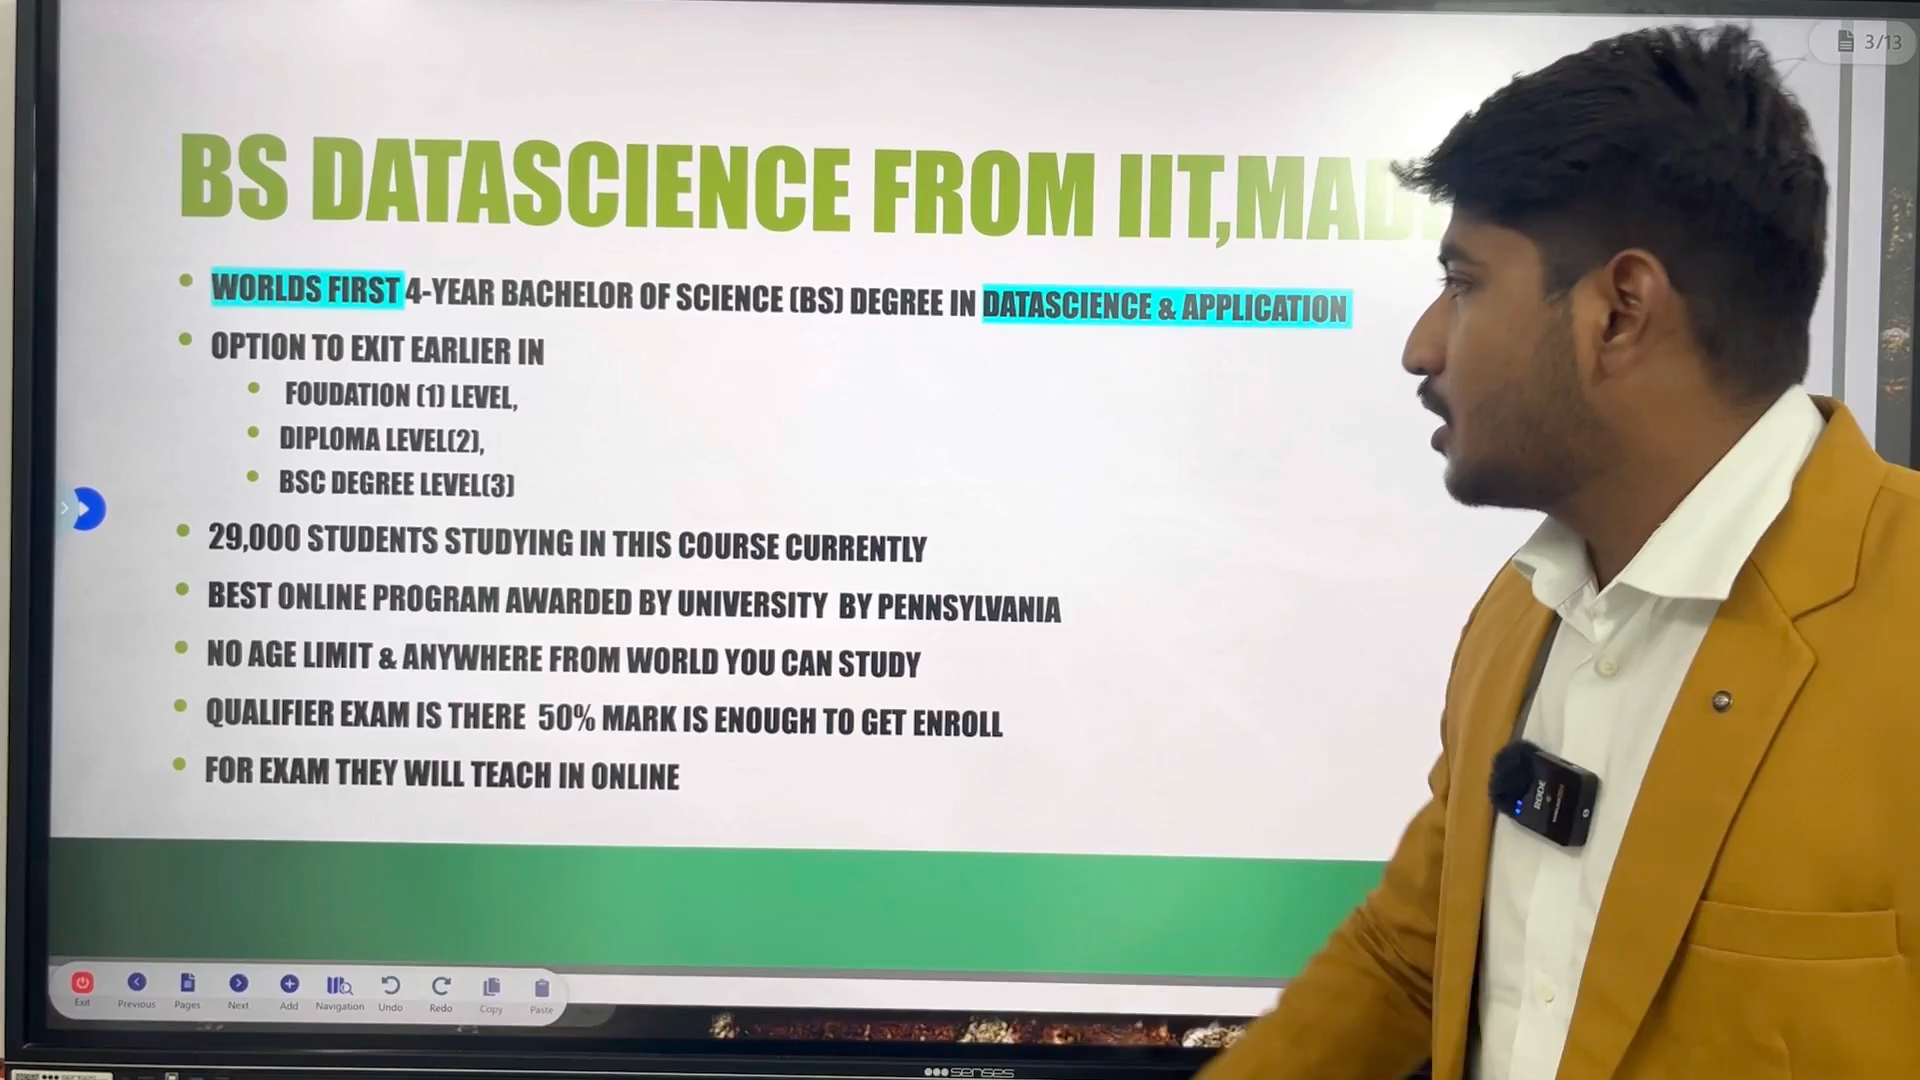 3/13
BS DATASCIENCE FROM IIT,MAD
WORLDS FIRST 4-YEAR BACHELOR OF SCIENCE (BS) DEGREE IN DATASCIENCE & APPLICATION
OPTION TO EXIT EARLIER IN
FOUDATION (1) LEVEL,
DIPLOMA LEVEL(2),
BSC DEGREE LEVEL(3)
29,000 STUDENTS STUDYING IN THIS COURSE CURRENTLY
BEST ONLINE PROGRAM AWARDED BY UNIVERSITY BY PENNSYLVANIA
NO AGE LIMIT & ANYWHERE FROM WORLD YOU CAN STUDY
QUALIFIER EXAM IS THERE 50% MARK IS ENOUGH TO GET ENROLL
FOR EXAM THEY WILL TEACH IN ONLINE
RØDE
Exit Previous Pages Next Add Navigation Undo Redo Copy Paste
senses
senses